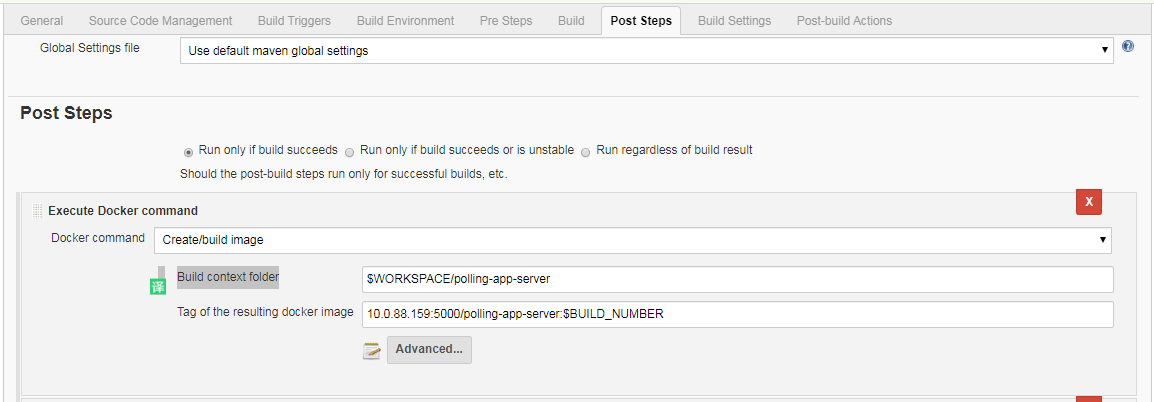 General Source Code Management Build Triggers Build Environment Pre Steps Build Post Steps Build Settings Post-build Actions
Global Settings file Use default maven global settings
Post Steps
Run only if build succeeds Run only if build succeeds or is unstable Run regardless of build result
Should the post-build steps run only for successful builds, etc.
X
Execute Docker command
Docker command Create/build image
译 Build context folder $WORKSPACE/polling-app-server
Tag of the resulting docker image 10.0.88.159:5000/polling-app-server:$BUILD_NUMBER
Advanced...